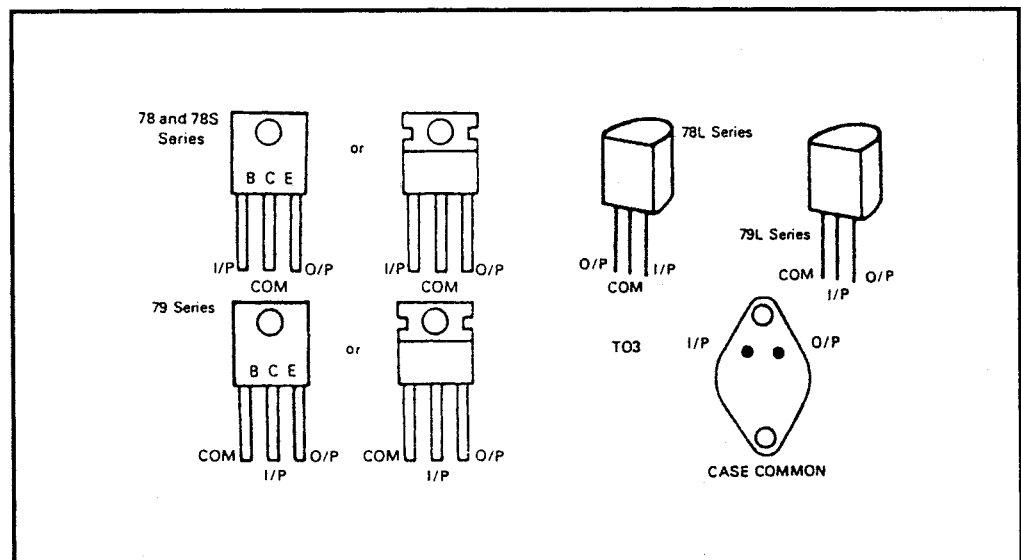 78 and 78S
Series
B C E
or
I/P
O/P
I/P
O/P
COM
COM
78L Series
O/P
I/P
COM
79L Series
COM
O/P
I/P
79 Series
B C E
or
COM
O/P
COM
O/P
I/P
I/P
TO3
I/P
O/P
CASE COMMON